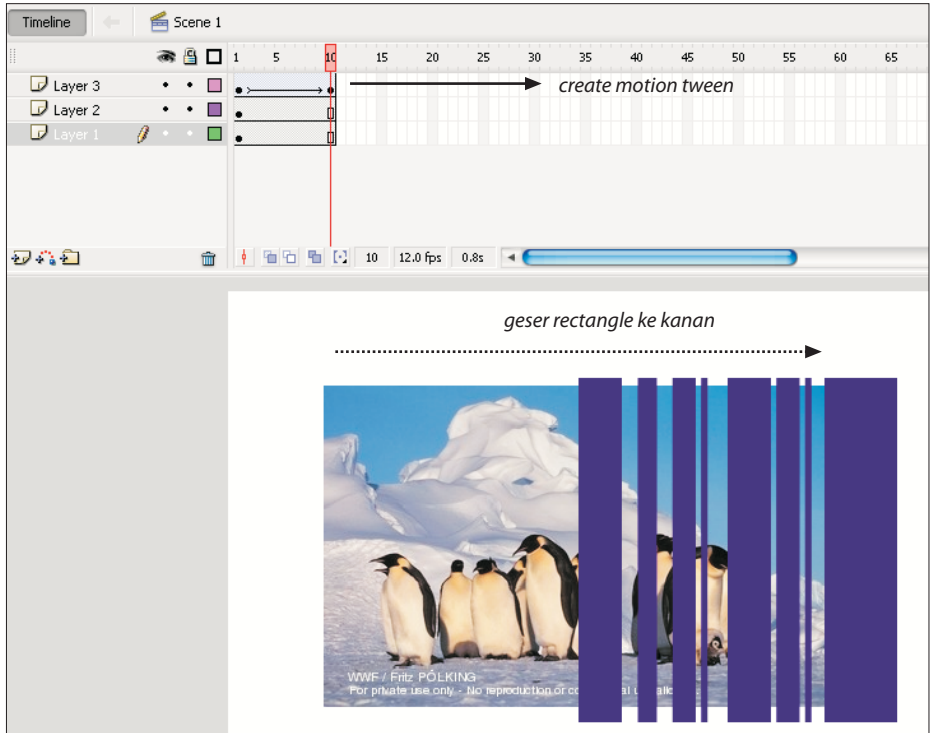 Timeline Scene 1
1 5 10 15 20 25 30 35 40 45 50 55 60 65
Layer 3
create motion tween
Layer 2
Layer 1
10 12.0 fps 0.8s
geser rectangle ke kanan
WWF / Fritz PÖLKING
For private use only - No reproduction or